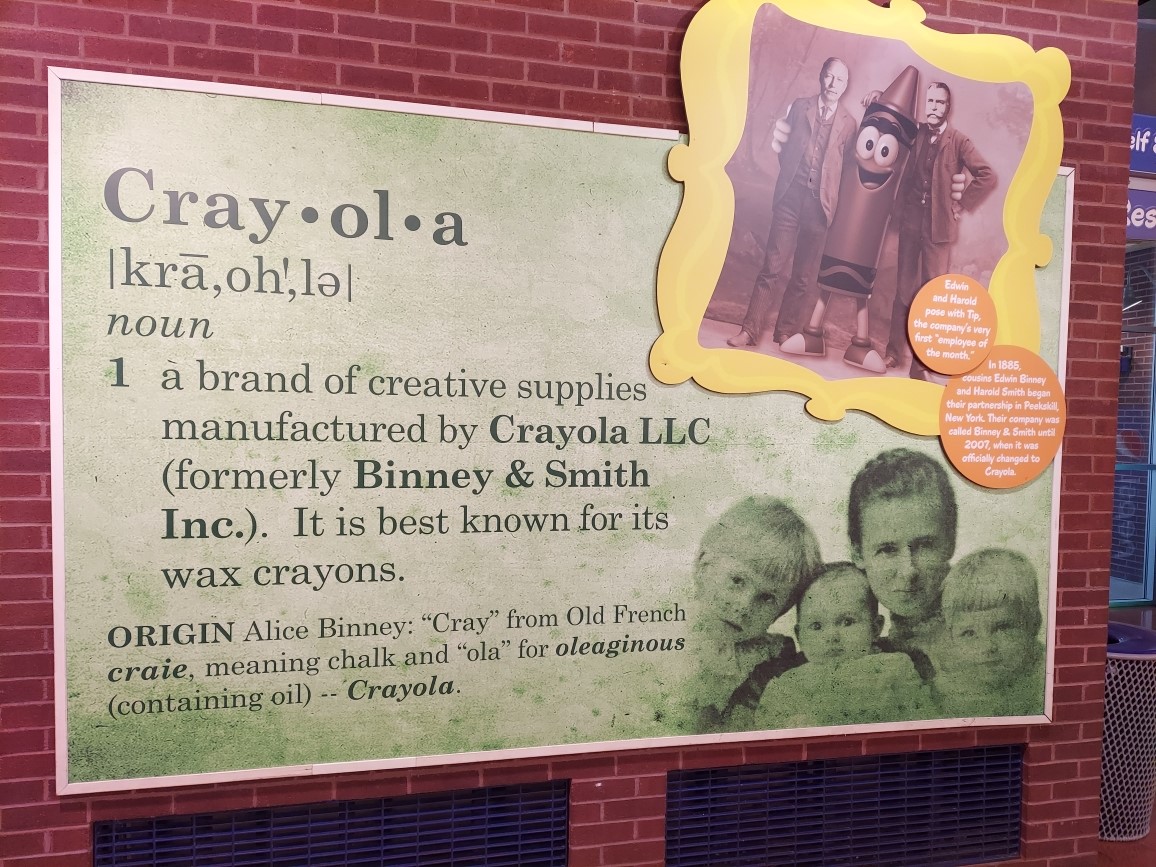 Cray•ol•a
|krā,oh',lə|
noun
1 a brand of creative supplies
manufactured by Crayola LLC
(formerly Binney & Smith
Inc.). It is best known for its
wax crayons.
ORIGIN Alice Binney: “Cray” from Old French
craie, meaning chalk and “ola” for oleaginous
(containing oil) -- Crayola.
Edwin
and Harold
pose with Tip,
the company's very
first “employee of
the month.”
In 1885,
cousins Edwin Binney
and Harold Smith began
their partnership in Peekskill,
New York. Their company was
called Binney & Smith until
2007, when it was
officially changed to
Crayola.